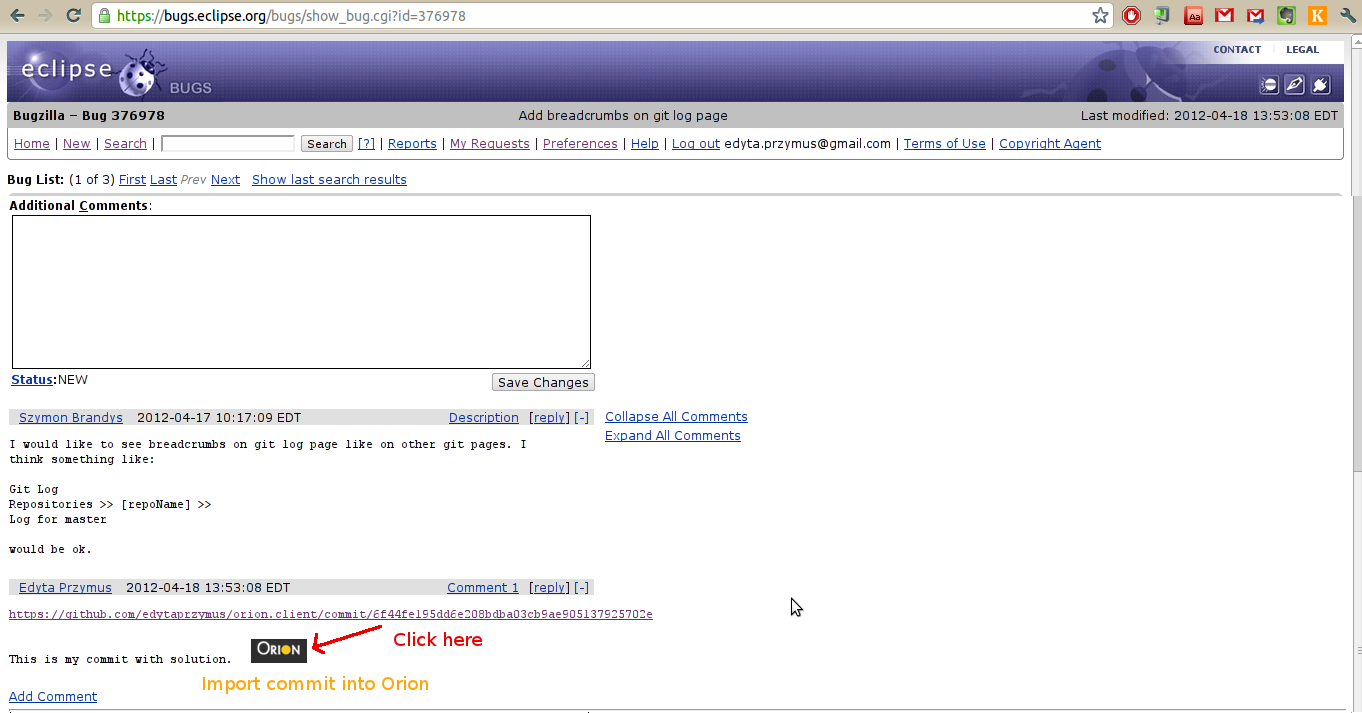 https://bugs.eclipse.org/bugs/show_bug.cgi?id=376978
Aa
K
CONTACT LEGAL
eclipse BUGS
Bugzilla – Bug 376978 Add breadcrumbs on git log page Last modified: 2012-04-18 13:53:08 EDT
Home | New | Search | Search [?] | Reports | My Requests | Preferences | Help | Log out edyta.przymus@gmail.com | Terms of Use | Copyright Agent
Bug List: (1 of 3) First Last Prev Next Show last search results
Additional Comments:
Status:NEW Save Changes
Szymon Brandys 2012-04-17 10:17:09 EDT Description [reply] [-] Collapse All Comments
Expand All Comments
I would like to see breadcrumbs on git log page like on other git pages. I
think something like:
Git Log
Repositories >> [repoName] >>
Log for master
would be ok.
Edyta Przymus 2012-04-18 13:53:08 EDT Comment 1 [reply] [-]
https://github.com/edytaprzymus/orion.client/commit/6f44fe195dd6e208bdba03cb9ae905137925702e
Click here
This is my commit with solution. ORION
Import commit into Orion
Add Comment